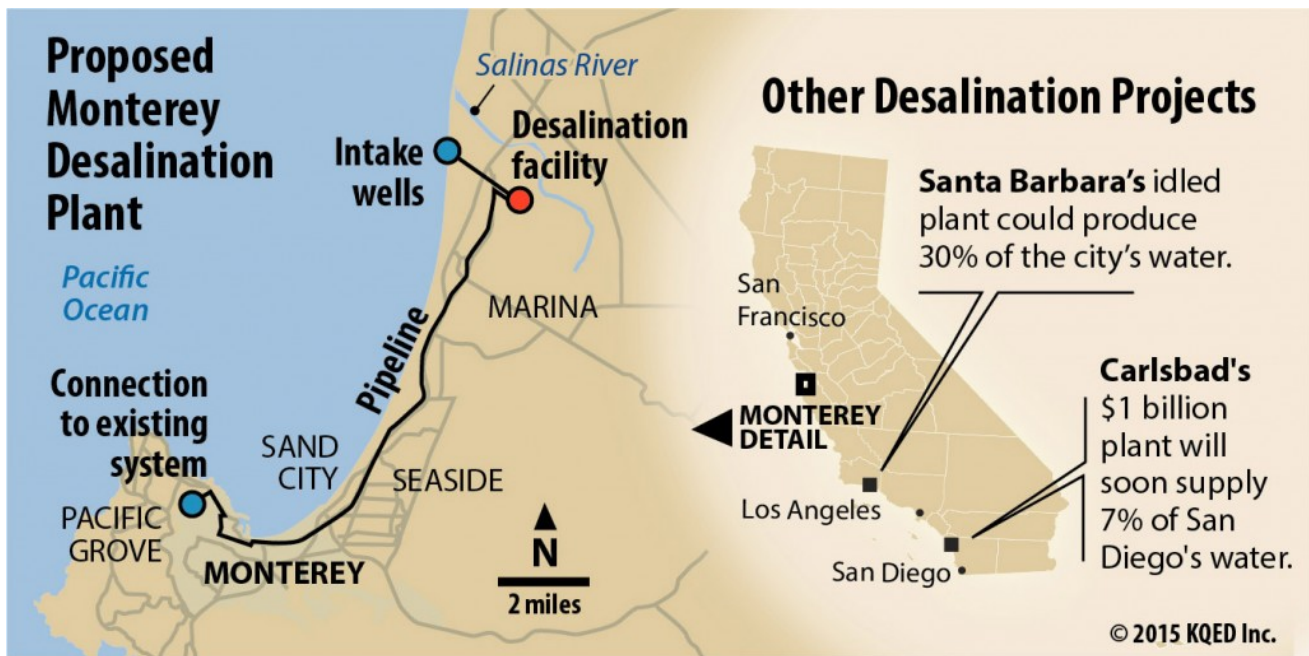 Proposed
Monterey
Desalination
Plant
Pacific
Ocean
Salinas River
Intake
wells
Desalination
facility
MARINA
Pipeline
Connection
to existing
system
SAND
CITY
SEASIDE
PACIFIC
GROVE
MONTEREY
N
2 miles
Other Desalination Projects
Santa Barbara's idled
plant could produce
30% of the city's water.
San
Francisco
MONTEREY
DETAIL
Los Angeles
San Diego
Carlsbad's
$1 billion
plant will
soon supply
7% of San
Diego's water.
© 2015 KQED Inc.